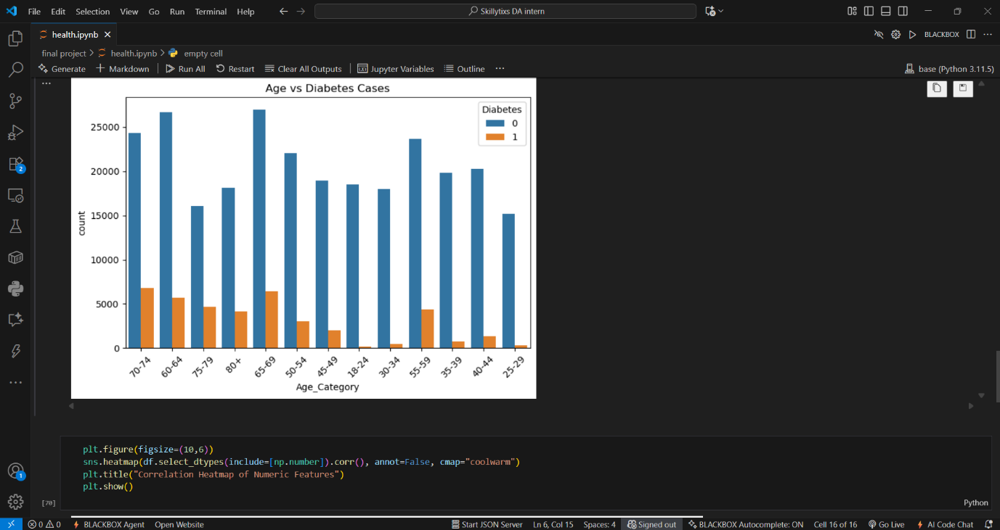 File Edit Selection View Go Run Terminal Help
Skillytixs DA intern
health.ipynb
BLACKBOX
final project > health.ipynb > empty cell
Generate + Markdown Run All Restart Clear All Outputs Jupyter Variables Outline ...
base (Python 3.11.5)
Age vs Diabetes Cases
Diabetes
0
1
25000
20000
15000
10000
5000
0
count
70-74 60-64 75-79 80+ 65-69 50-54 45-49 18-24 30-34 55-59 35-39 40-44 25-29
Age_Category
plt.figure(figsize=(10,6))
sns.heatmap(df.select_dtypes(include=[np.number]).corr(), annot=False, cmap="coolwarm")
plt.title("Correlation Heatmap of Numeric Features")
plt.show()
[70]
Python
2
1
0 0 BLACKBOX Agent Open Website Start JSON Server Ln 6, Col 15 Spaces: 4 Signed out BLACKBOX Autocomplete: ON Cell 16 of 16 Go Live AI Code Chat